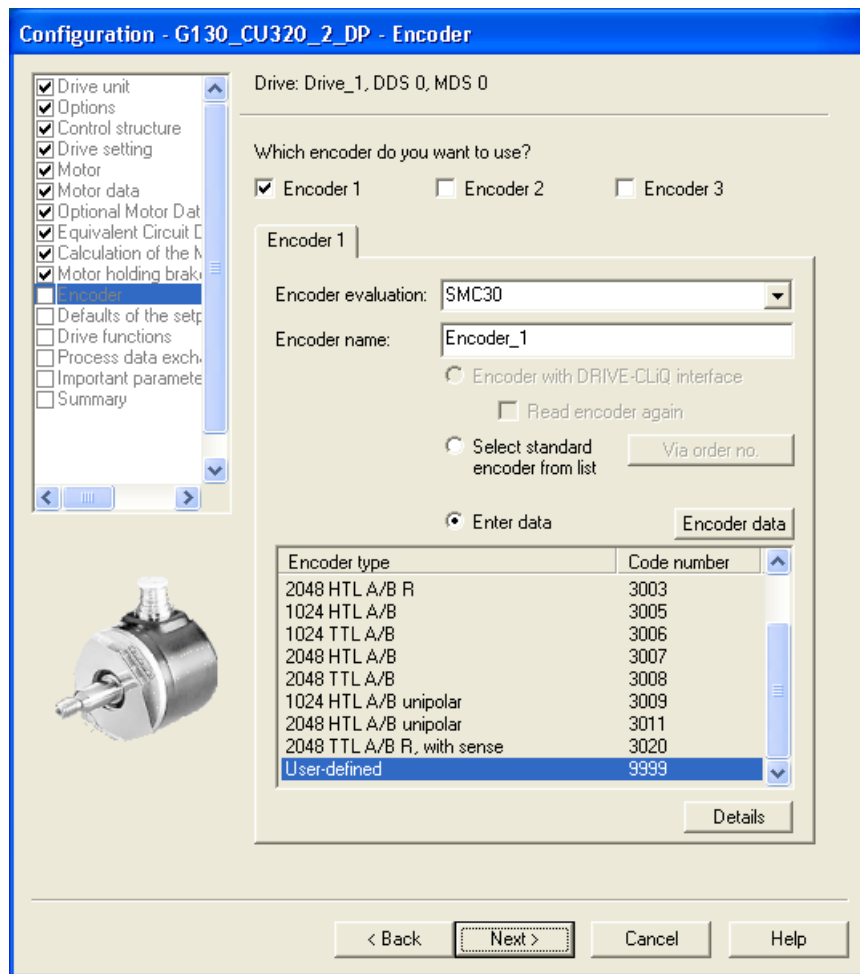 Configuration - G130_CU320_2_DP - Encoder
Drive unit
Options
Control structure
Drive setting
Motor
Motor data
Optional Motor Dat
Equivalent Circuit D
Calculation of the M
Motor holding brak
Encoder
Defaults of the setp
Drive functions
Process data exch
Important paramete
Summary
Drive: Drive_1, DDS 0, MDS 0
Which encoder do you want to use?
Encoder 1 Encoder 2 Encoder 3
Encoder 1
Encoder evaluation: SMC30
Encoder name: Encoder_1
Encoder with DRIVE-CLiQ interface
Read encoder again
Select standard Via order no.
encoder from list
Enter data Encoder data
Encoder type Code number
2048 HTL A/B R 3003
1024 HTL A/B 3005
1024 TTL A/B 3006
2048 HTL A/B 3007
2048 TTL A/B 3008
1024 HTL A/B unipolar 3009
2048 HTL A/B unipolar 3011
2048 TTL A/B R, with sense 3020
User-defined 9999
Details
< Back Next > Cancel Help